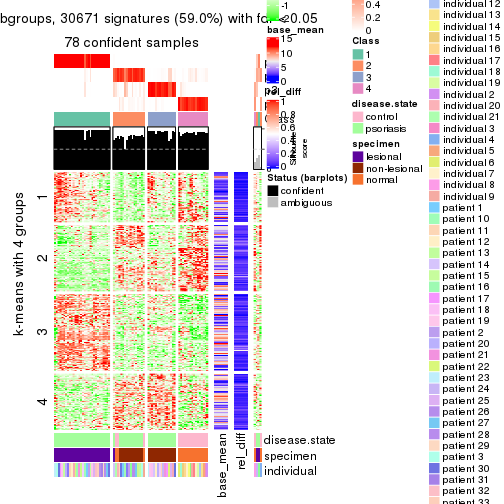 bgroups, 30671 signatures (59.0%) with fdr <0.05
78 confident samples
k-means with 4 groups
1
2
3
4
base_mean
rel_diff
disease.state
specimen
individual
-1
-2
base_mean
15
10
5
0
rel_diff
1
0.8
0.6
0.4
0.2
0
Silhouette
score
Status (barplots)
confident
ambiguous
0.4
0.2
0
Class
1
2
3
4
disease.state
control
psoriasis
specimen
lesional
non-lesional
normal
individual 12
individual 13
individual 14
individual 15
individual 16
individual 17
individual 18
individual 19
individual 2
individual 20
individual 21
individual 3
individual 4
individual 5
individual 6
individual 7
individual 8
individual 9
patient 1
patient 10
patient 11
patient 12
patient 13
patient 14
patient 15
patient 16
patient 17
patient 18
patient 19
patient 2
patient 20
patient 21
patient 22
patient 23
patient 24
patient 25
patient 26
patient 27
patient 28
patient 29
patient 3
patient 30
patient 31
patient 32
patient 33